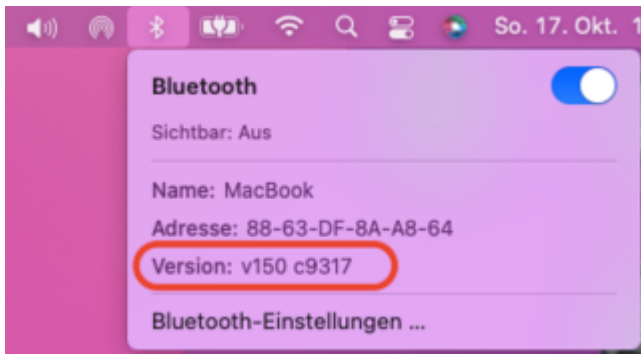 So. 17. Okt. 1
Bluetooth
Sichtbar: Aus
Name: MacBook
Adresse: 88-63-DF-8A-A8-64
Version: v150 c9317
Bluetooth-Einstellungen ...